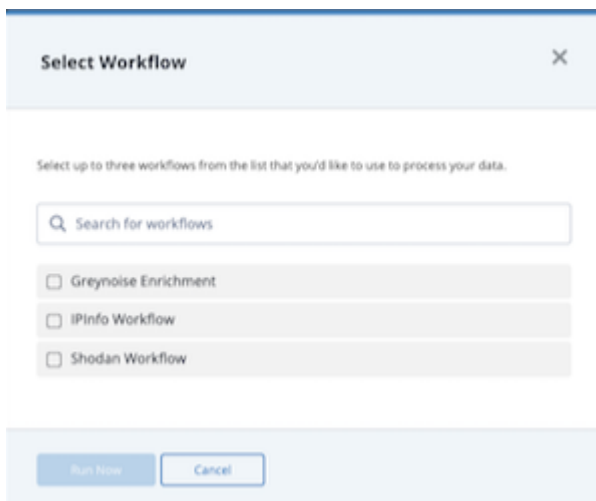 Select Workflow
Select up to three workflows from the list that you'd like to use to process your data.
Search for workflows
Greynoise Enrichment
IPInfo Workflow
Shodan Workflow
Run Now Cancel